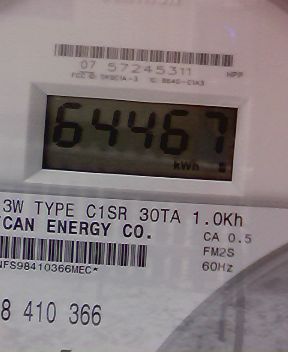 07 57245311
HPP
64467
kWh
3W TYPE C1SR 30TA 1.0Kh
CAN ENERGY CO.
CA 0.5
FM2S
60Hz
NFS98410366MEC*
8 410 366